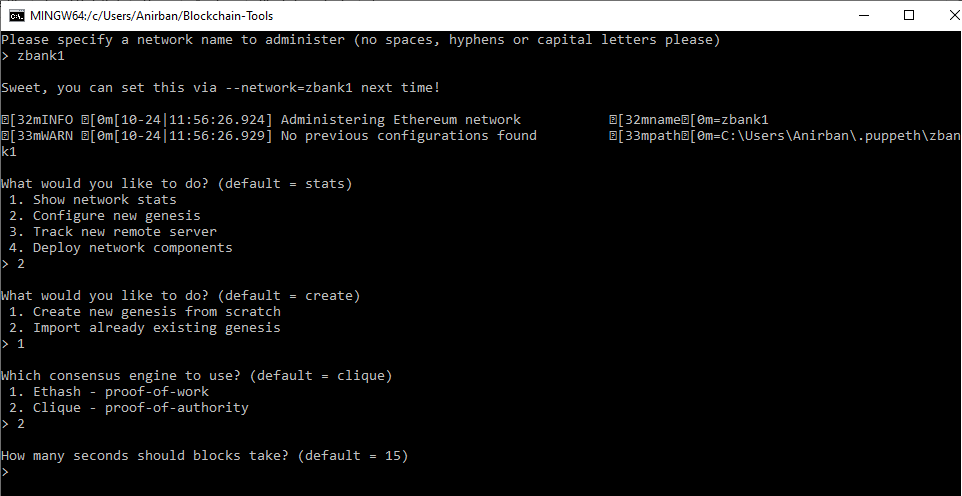 MINGW64:/c/Users/Anirban/Blockchain-Tools
Please specify a network name to administer (no spaces, hyphens or capital letters please)
> zbank1
Sweet, you can set this via --network=zbank1 next time!
⍰[32mINFO ⍰[0m[10-24|11:56:26.924] Administering Ethereum network ⍰[32mname⍰[0m=zbank1
⍰[33mWARN ⍰[0m[10-24|11:56:26.929] No previous configurations found ⍰[33mpath⍰[0m=C:\Users\Anirban\.puppeth\zban
k1
What would you like to do? (default = stats)
1. Show network stats
2. Configure new genesis
3. Track new remote server
4. Deploy network components
> 2
What would you like to do? (default = create)
1. Create new genesis from scratch
2. Import already existing genesis
> 1
Which consensus engine to use? (default = clique)
1. Ethash - proof-of-work
2. Clique - proof-of-authority
> 2
How many seconds should blocks take? (default = 15)
>